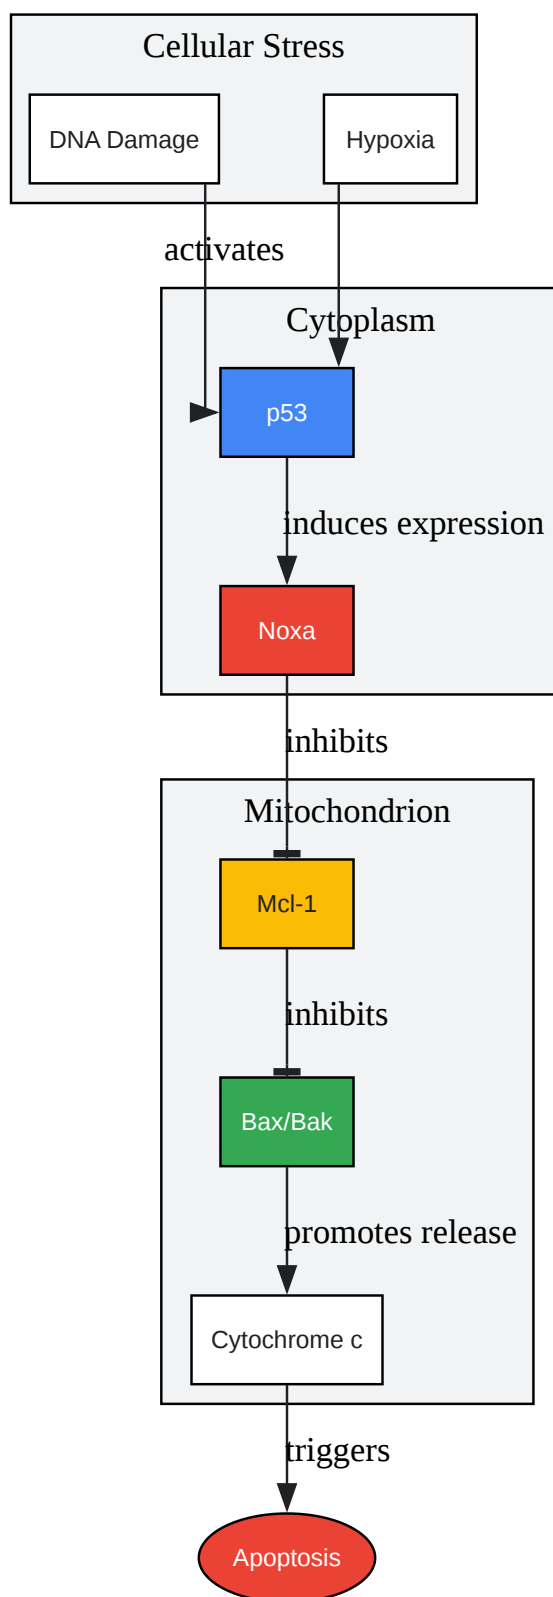 Cellular Stress
DNA Damage
Hypoxia
activates
Cytoplasm
p53
induces expression
Noxa
inhibits
Mitochondrion
Mcl-1
inhibits
Bax/Bak
promotes release
Cytochrome c
triggers
Apoptosis